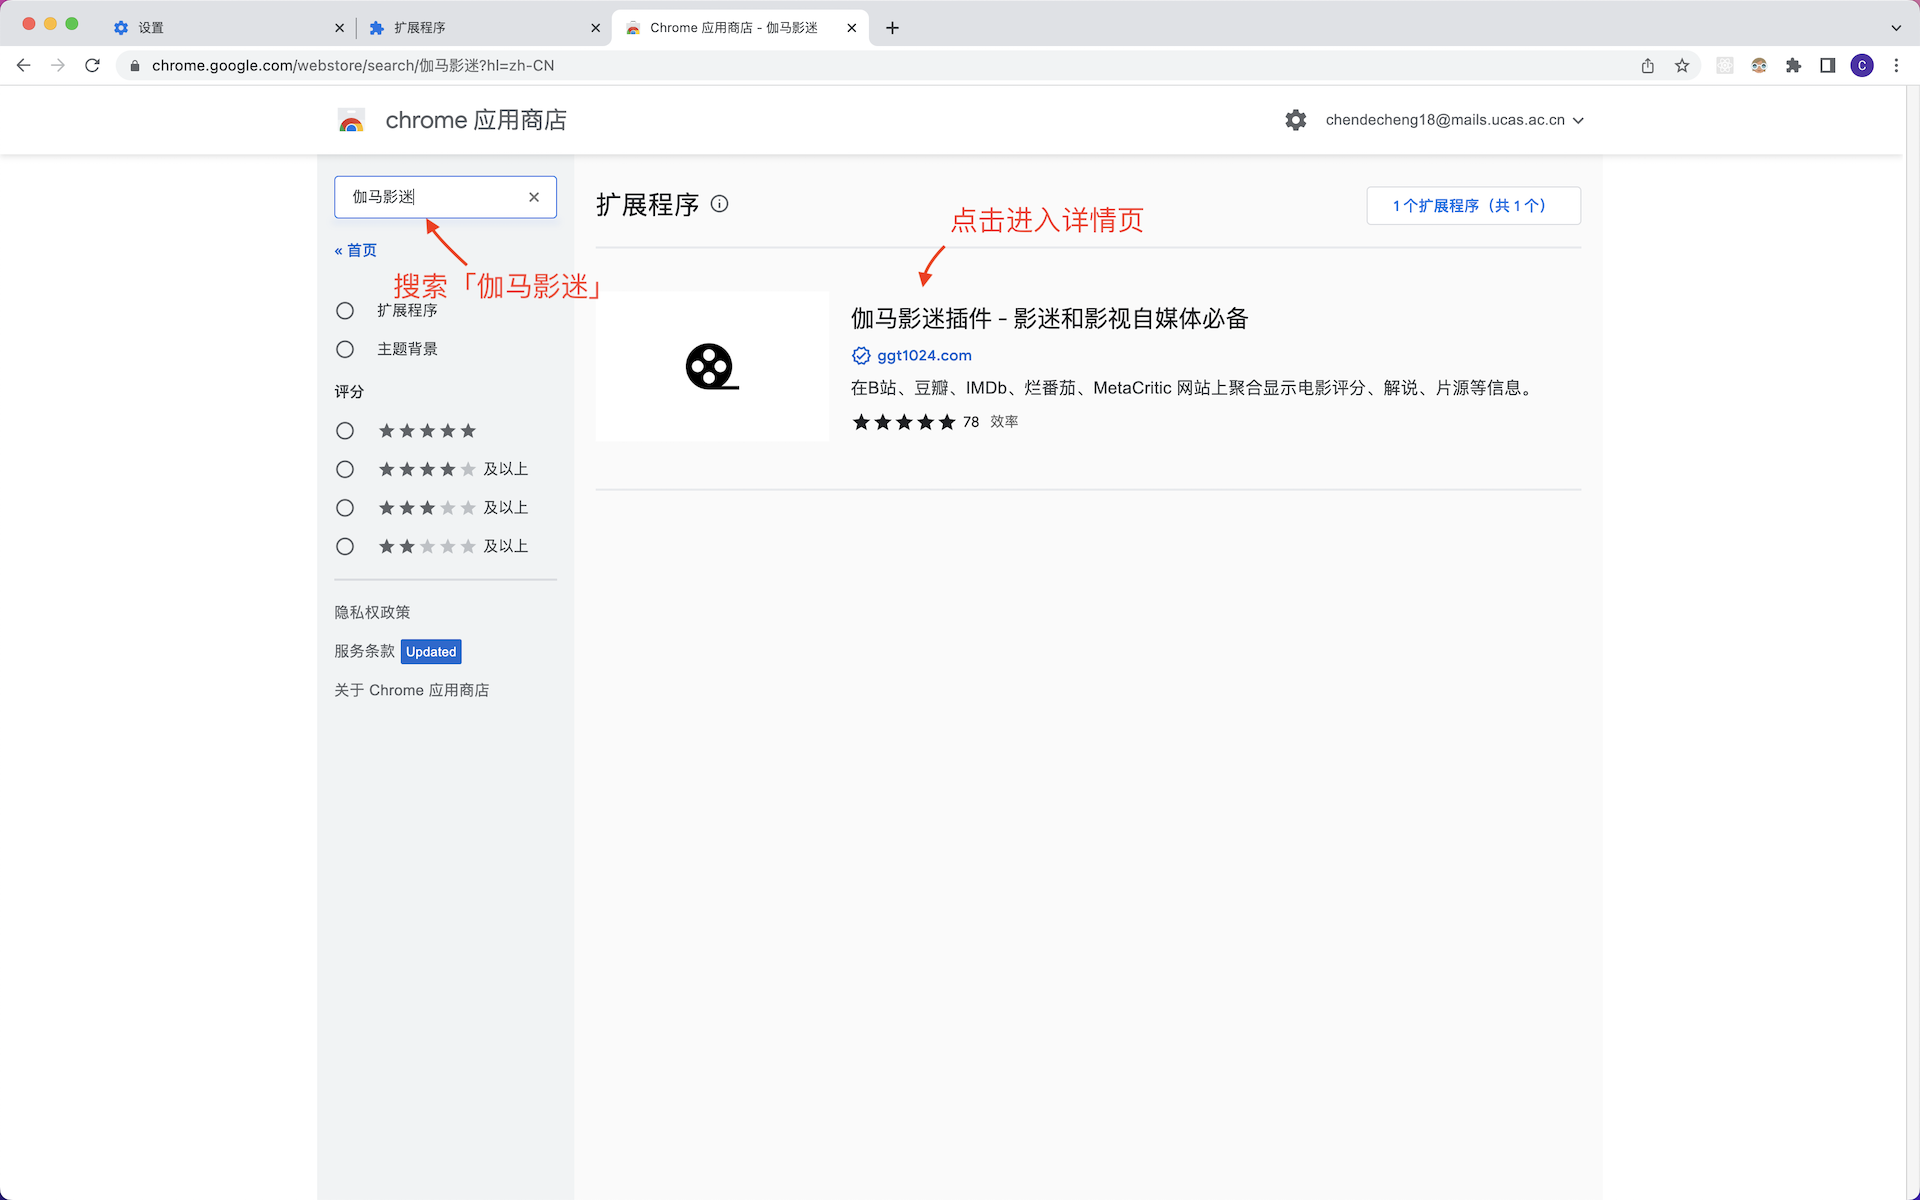 设置
扩展程序
Chrome 应用商店 - 伽马影迷
chrome.google.com/webstore/search/伽马影迷?hl=zh-CN
C
chrome 应用商店
chendecheng18@mails.ucas.ac.cn
伽马影迷
« 首页
搜索「伽马影迷」
扩展程序
主题背景
评分
及以上
及以上
及以上
隐私权政策
服务条款 Updated
关于 Chrome 应用商店
扩展程序
点击进入详情页
1 个扩展程序（共 1 个）
伽马影迷插件 - 影迷和影视自媒体必备
ggt1024.com
在B站、豆瓣、IMDb、烂番茄、MetaCritic 网站上聚合显示电影评分、解说、片源等信息。
78 效率